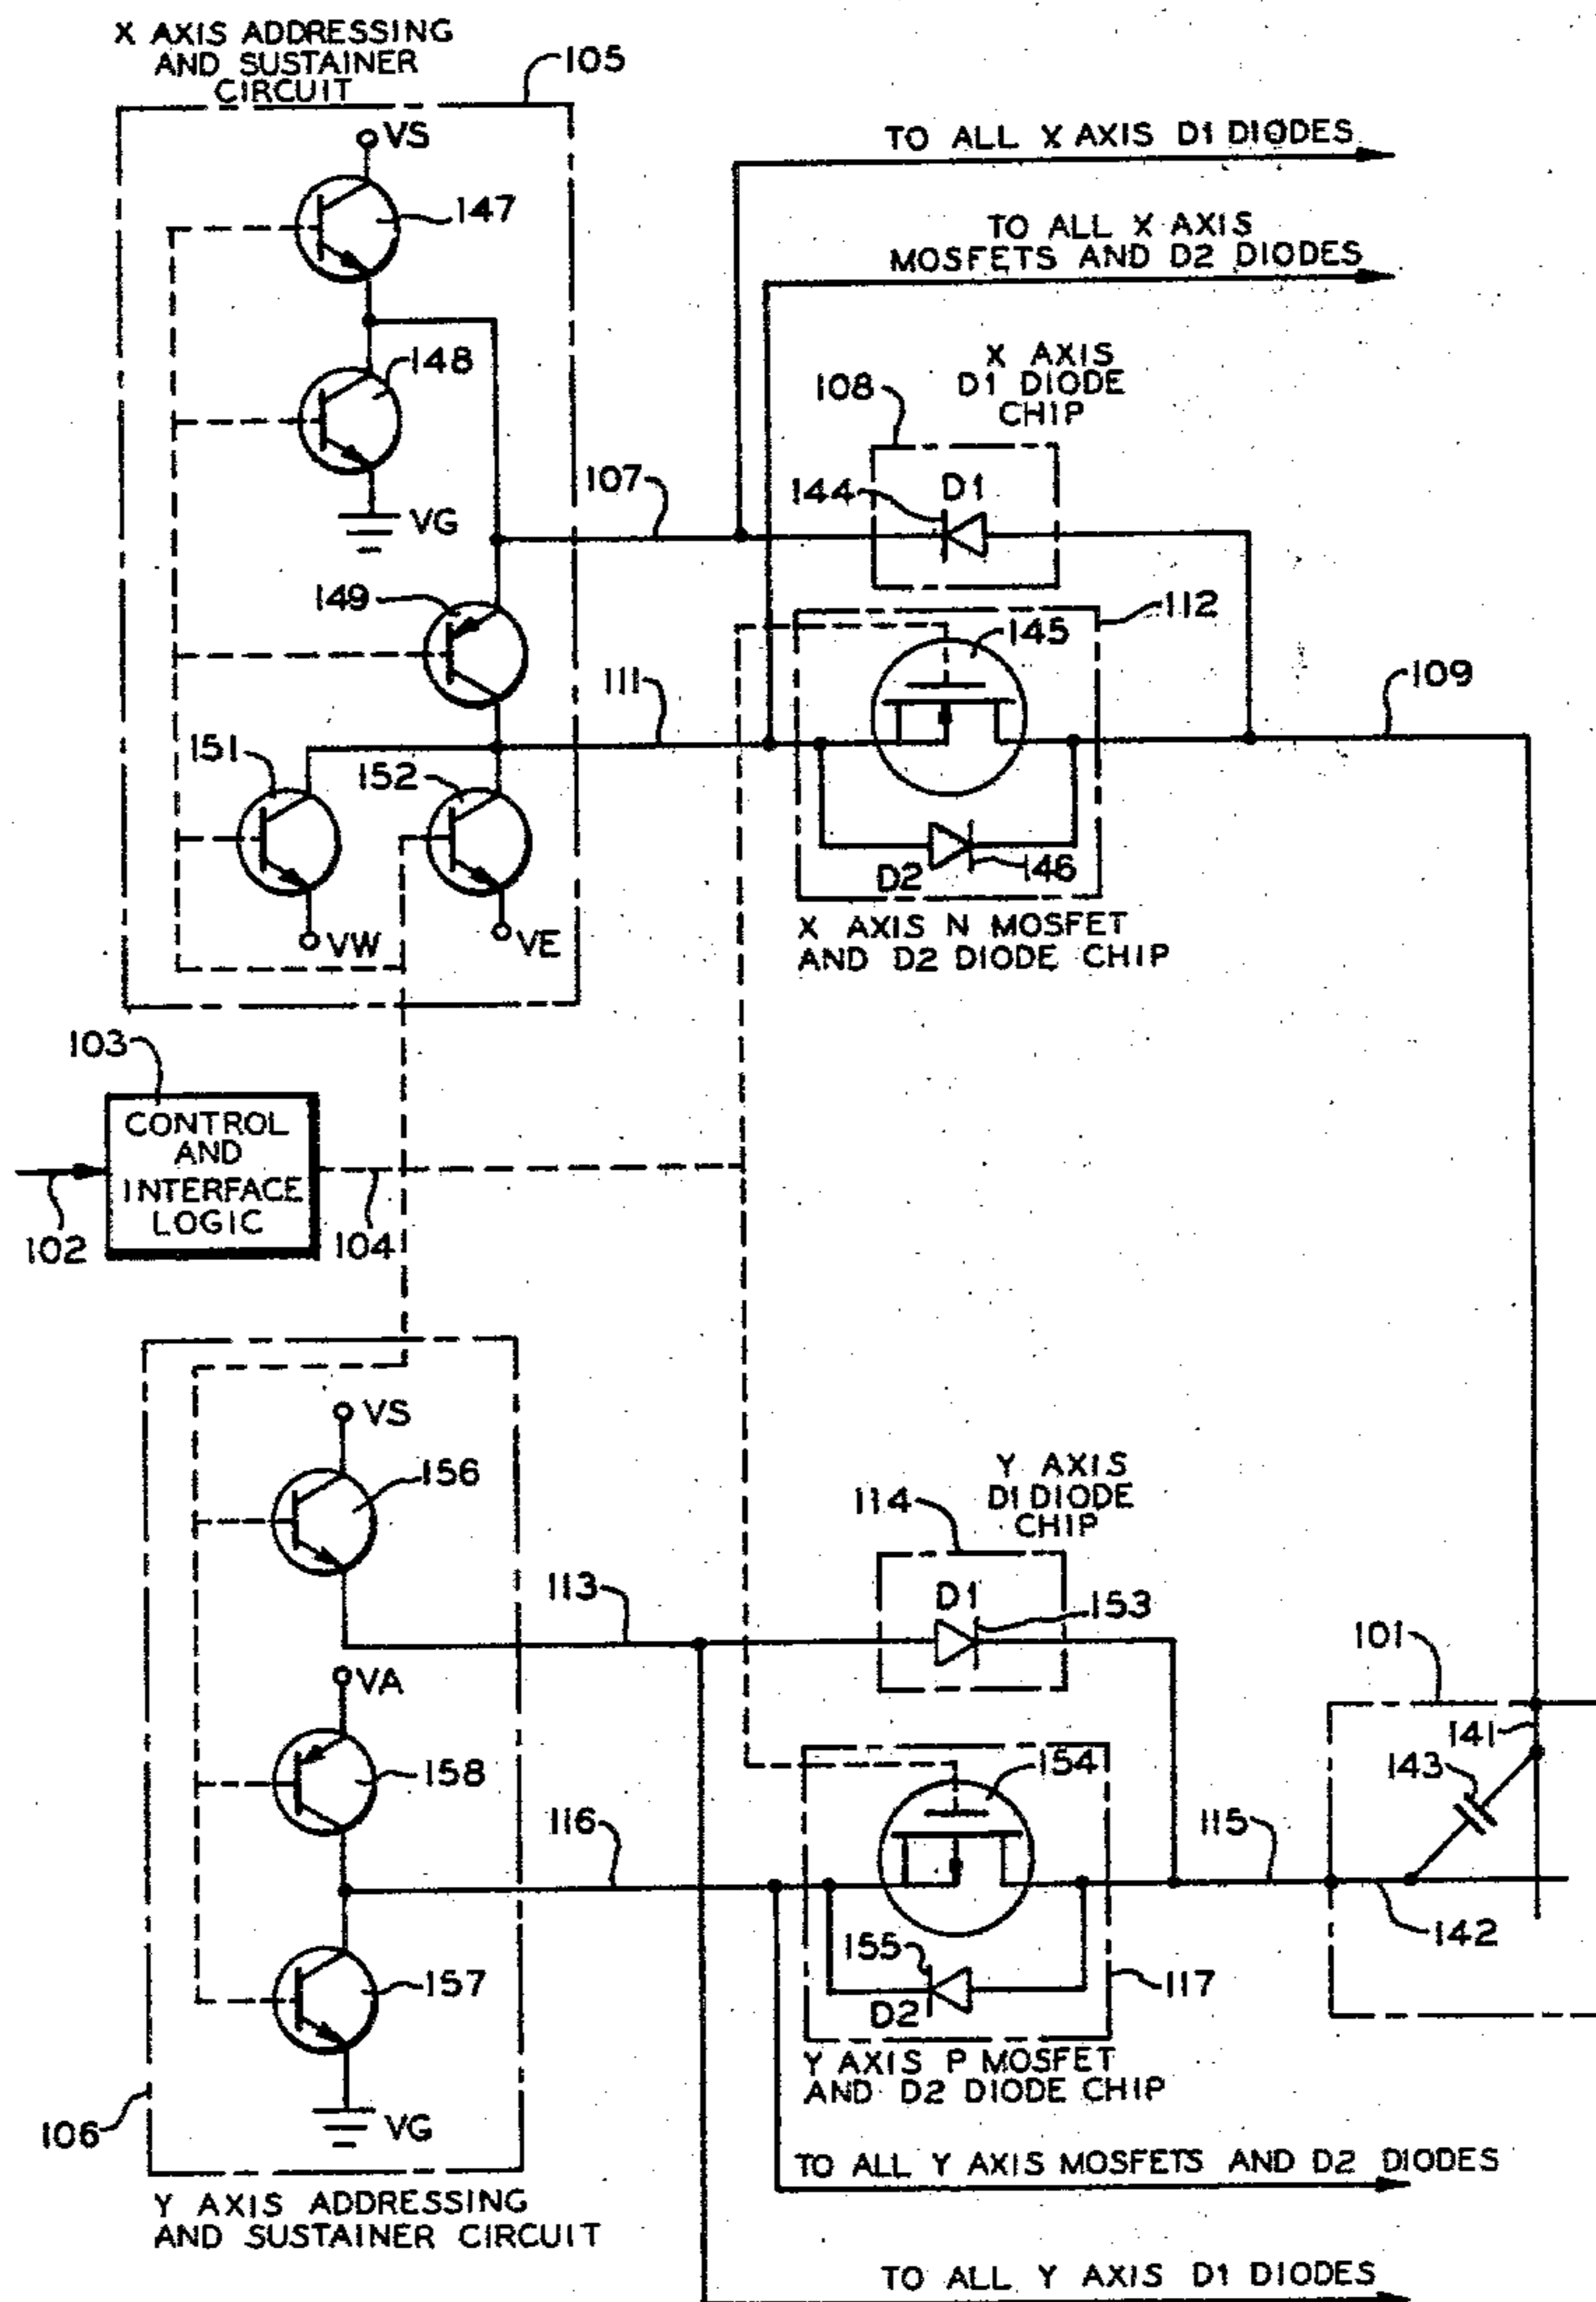 X AXIS ADDRESSING
AND SUSTAINER
CIRCUIT
105
VS
TO ALL X AXIS D1 DIODES
147
TO ALL X AXIS
MOSFETS AND D2 DIODES
148
X AXIS
D1 DIODE
CHIP
108
107
144
D1
VG
149
112
145
111
109
151
152
146
D2
VW
VE
X AXIS N MOSFET
AND D2 DIODE CHIP
103
CONTROL
AND
INTERFACE
LOGIC
102
104
VS
156
Y AXIS
D1 DIODE
CHIP
114
113
D1
153
101
VA
141
154
143
158
116
115
142
155
157
117
D2
Y AXIS P MOSFET
AND D2 DIODE CHIP
106
VG
TO ALL Y AXIS MOSFETS AND D2 DIODES
Y AXIS ADDRESSING
AND SUSTAINER CIRCUIT
TO ALL Y AXIS D1 DIODES